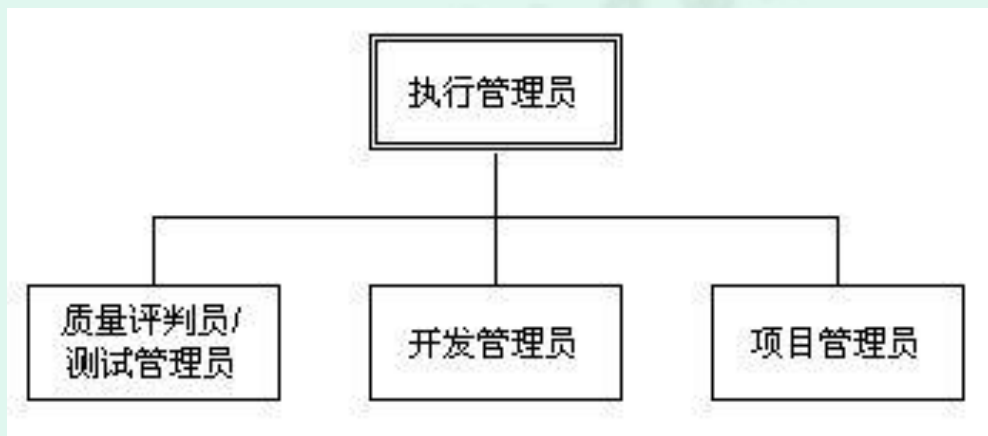 执行管理员
质量评判员/
测试管理员
开发管理员
项目管理员